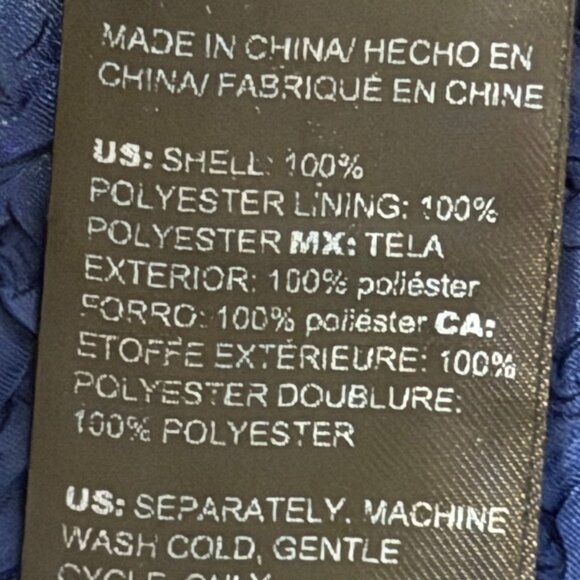 MADE IN CHINA/ HECHO EN
CHINA/ FABRIQUÉ EN CHINE
US: SHELL: 100%
POLYESTER LINING: 100%
POLYESTER MX: TELA
EXTERIOR: 100% poliéster
FORRO: 100% poliéster CA:
ETOFFE EXTÉRIEURE: 100%
POLYESTER DOUBLURE:
100% POLYESTER
US: SEPARATELY. MACHINE
WASH COLD, GENTLE
CYCLE. ONLY